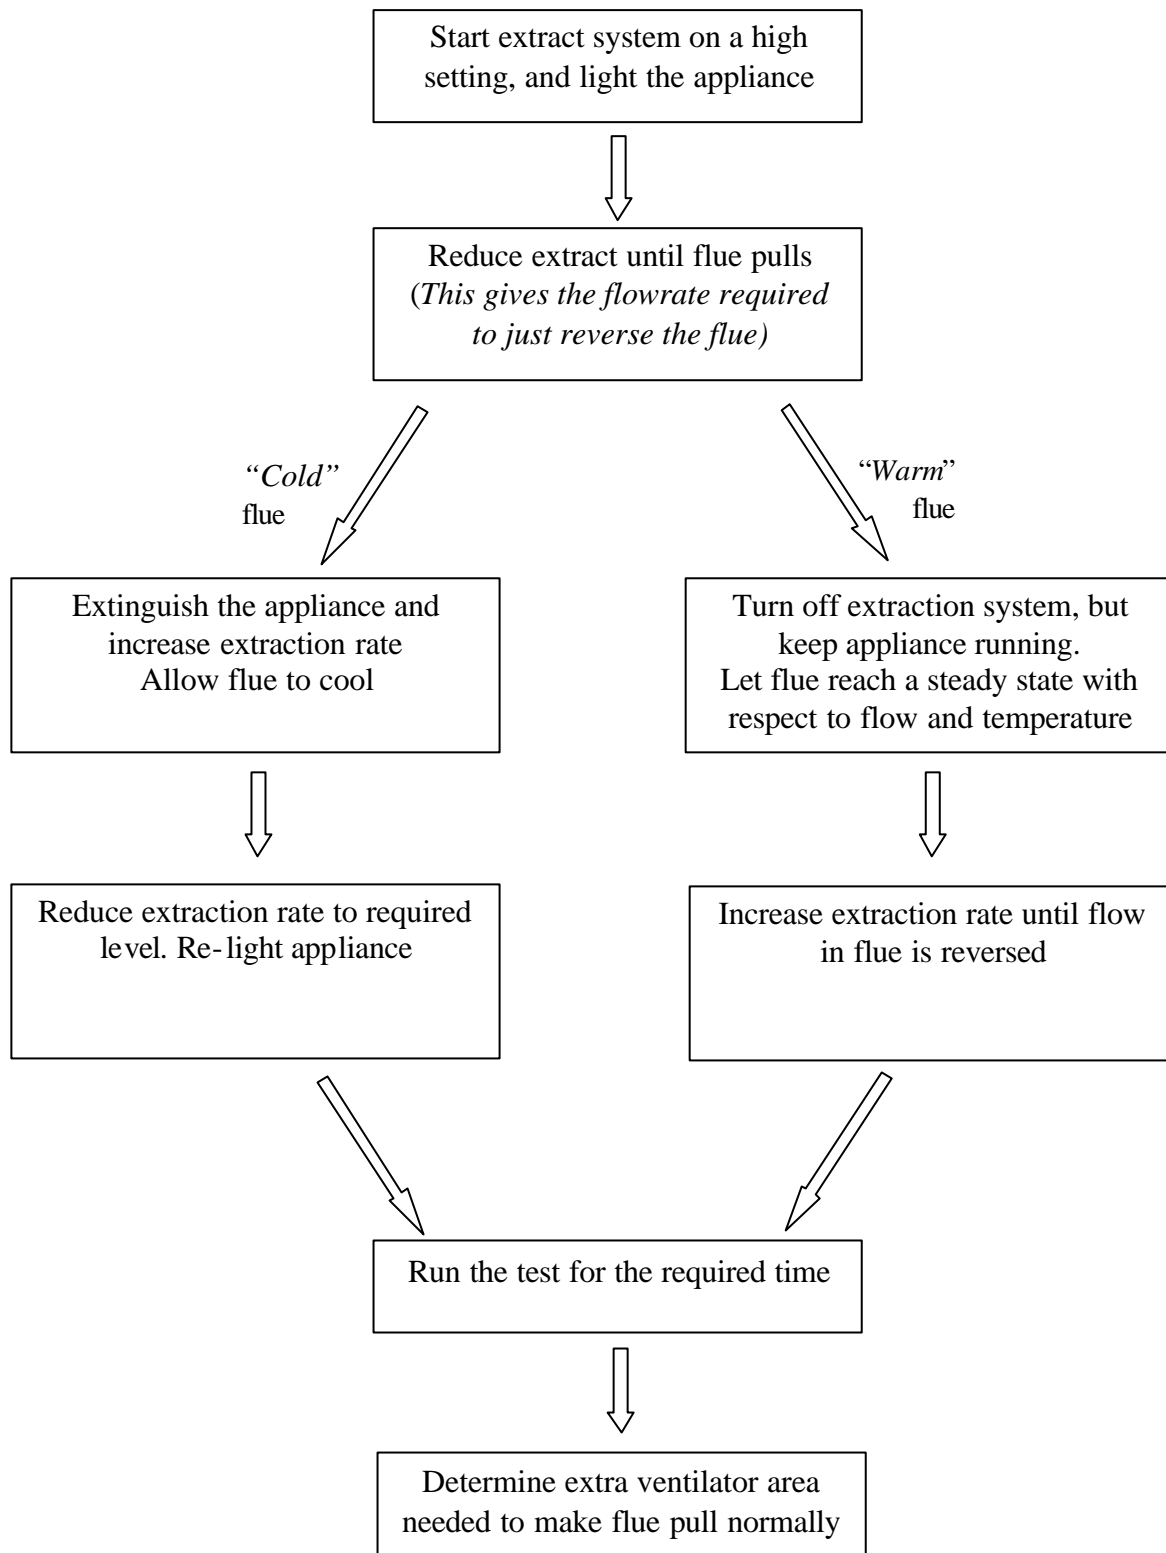 Start extract system on a high
setting, and light the appliance
Reduce extract until flue pulls
(This gives the flowrate required
to just reverse the flue)
“Cold”
flue
“Warm”
flue
Extinguish the appliance and
increase extraction rate
Allow flue to cool
Turn off extraction system, but
keep appliance running.
Let flue reach a steady state with
respect to flow and temperature
Reduce extraction rate to required
level. Re-light appliance
Increase extraction rate until flow
in flue is reversed
Run the test for the required time
Determine extra ventilator area
needed to make flue pull normally